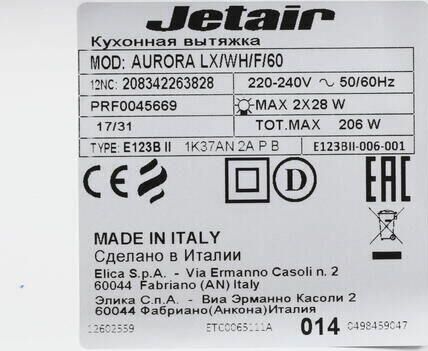 Jetair
Кухонная вытяжка
MOD: AURORA LX/WH/F/60
12NC: 208342263828 220-240V ~ 50/60Hz
PRF0045669 MAX 2X28 W
17/31 TOT.MAX 206 W
TYPE: E123B II 1K37AN 2A P B E123BII-006-001
CE D EAC
MADE IN ITALY
Сделано в Италии
Elica S.p.A. - Via Ermanno Casoli n. 2
60044 Fabriano (AN) Italy
Элика С.п.А. - Виа Эрманно Касоли 2
60044 Фабриано(Анкона)Италия
12602559 ETC0065111A 014 0498459047